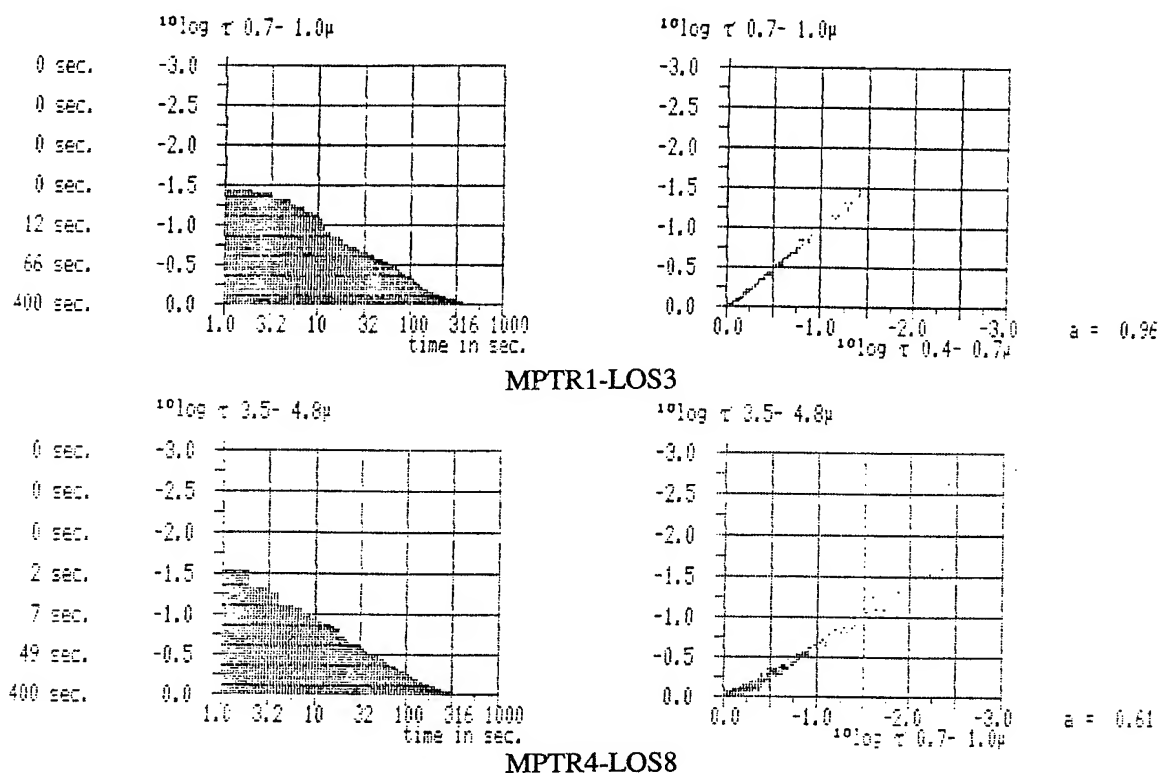 ¹⁰log τ 0.7- 1.0μ
0 sec. -3.0
0 sec. -2.5
0 sec. -2.0
0 sec. -1.5
12 sec. -1.0
66 sec. -0.5
400 sec. 0.0
1.0 3.2 10 32 100 316 1000
time in sec.
¹⁰log τ 0.7- 1.0μ
-3.0
-2.5
-2.0
-1.5
-1.0
-0.5
0.0
0.0 -1.0 -2.0 -3.0
¹⁰log τ 0.4- 0.7μ
a = 0.96
MPTR1-LOS3
¹⁰log τ 3.5- 4.8μ
0 sec. -3.0
0 sec. -2.5
0 sec. -2.0
2 sec. -1.5
7 sec. -1.0
49 sec. -0.5
400 sec. 0.0
1.0 3.2 10 32 100 316 1000
time in sec.
¹⁰log τ 3.5- 4.8μ
-3.0
-2.5
-2.0
-1.5
-1.0
-0.5
0.0
0.0 -1.0 -2.0 -3.0
¹⁰log τ 0.7- 1.0μ
a = 0.61
MPTR4-LOS8